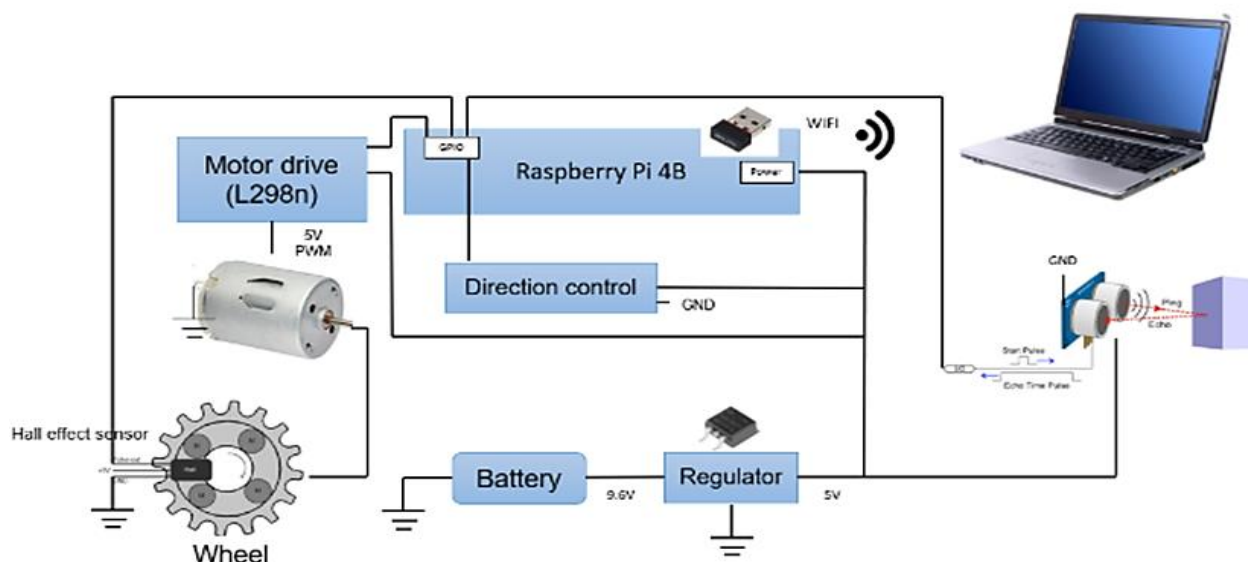 WIFI
Motor drive
(L298n)
GPIO
Raspberry Pi 4B
Power
5V
PWM
Direction control
GND
GND
Ping
Echo
Start Pulse
Echo Time Pulse
Hall effect sensor
Battery
9.6V
Regulator
5V
Wheel